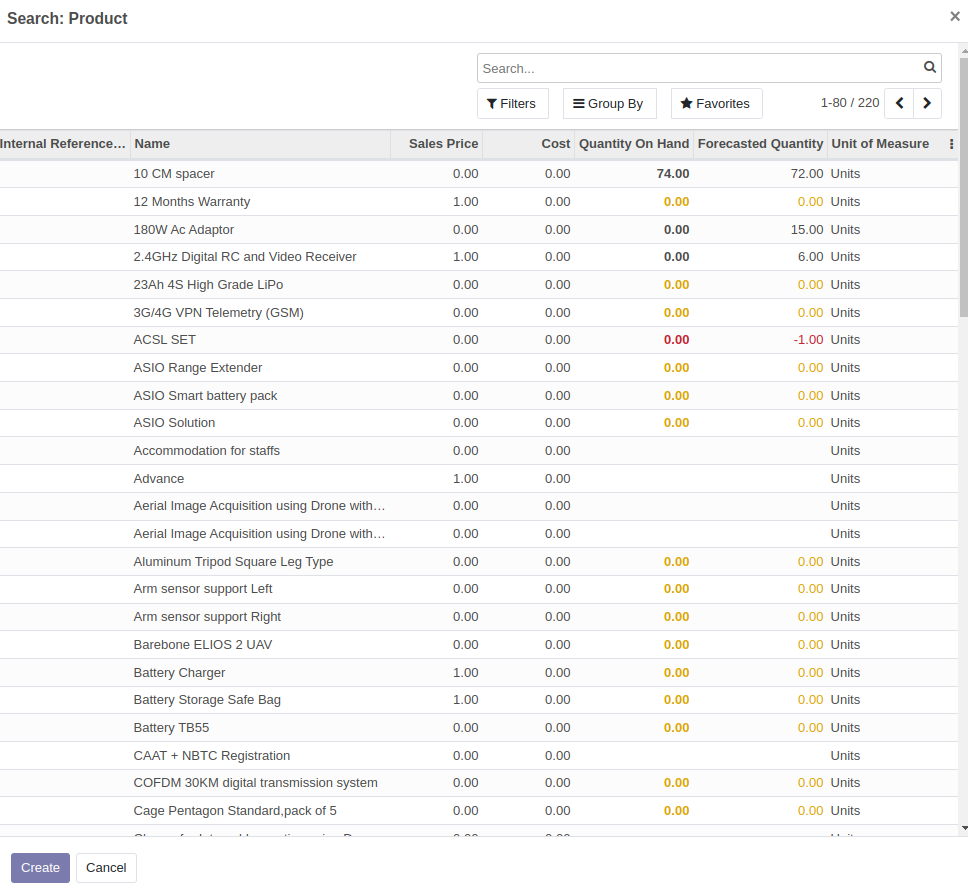 Search: Product
×
Search...
Filters
Group By
Favorites
1-80 / 220
Internal Reference… Name Sales Price Cost Quantity On Hand Forecasted Quantity Unit of Measure
10 CM spacer 0.00 0.00 74.00 72.00 Units
12 Months Warranty 1.00 0.00 0.00 0.00 Units
180W Ac Adaptor 0.00 0.00 0.00 15.00 Units
2.4GHz Digital RC and Video Receiver 1.00 0.00 0.00 6.00 Units
23Ah 4S High Grade LiPo 0.00 0.00 0.00 0.00 Units
3G/4G VPN Telemetry (GSM) 0.00 0.00 0.00 0.00 Units
ACSL SET 0.00 0.00 0.00 -1.00 Units
ASIO Range Extender 0.00 0.00 0.00 0.00 Units
ASIO Smart battery pack 0.00 0.00 0.00 0.00 Units
ASIO Solution 0.00 0.00 0.00 0.00 Units
Accommodation for staffs 0.00 0.00 Units
Advance 1.00 0.00 Units
Aerial Image Acquisition using Drone with… 0.00 0.00 Units
Aerial Image Acquisition using Drone with… 0.00 0.00 Units
Aluminum Tripod Square Leg Type 0.00 0.00 0.00 0.00 Units
Arm sensor support Left 0.00 0.00 0.00 0.00 Units
Arm sensor support Right 0.00 0.00 0.00 0.00 Units
Barebone ELIOS 2 UAV 0.00 0.00 0.00 0.00 Units
Battery Charger 1.00 0.00 0.00 0.00 Units
Battery Storage Safe Bag 1.00 0.00 0.00 0.00 Units
Battery TB55 0.00 0.00 0.00 0.00 Units
CAAT + NBTC Registration 0.00 0.00 Units
COFDM 30KM digital transmission system 0.00 0.00 0.00 0.00 Units
Cage Pentagon Standard,pack of 5 0.00 0.00 0.00 0.00 Units
Create
Cancel